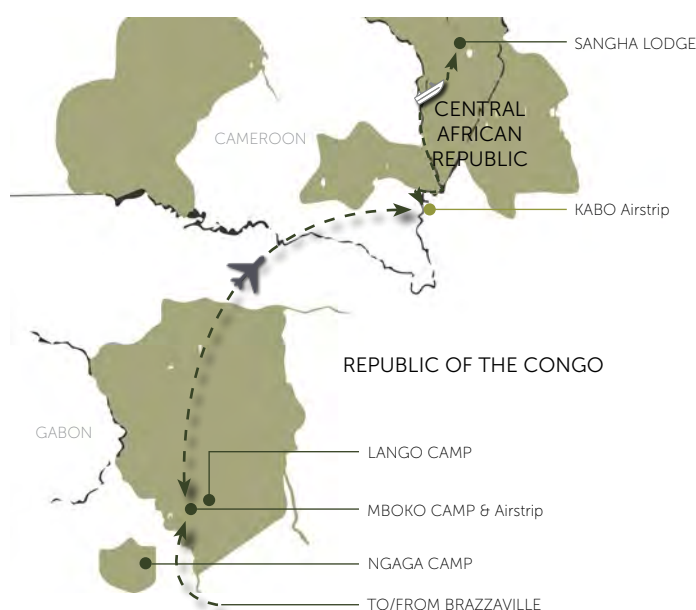 SANGHA LODGE
CENTRAL
AFRICAN
REPUBLIC
CAMEROON
KABO Airstrip
REPUBLIC OF THE CONGO
GABON
LANGO CAMP
MBOKO CAMP & Airstrip
NGAGA CAMP
TO/FROM BRAZZAVILLE